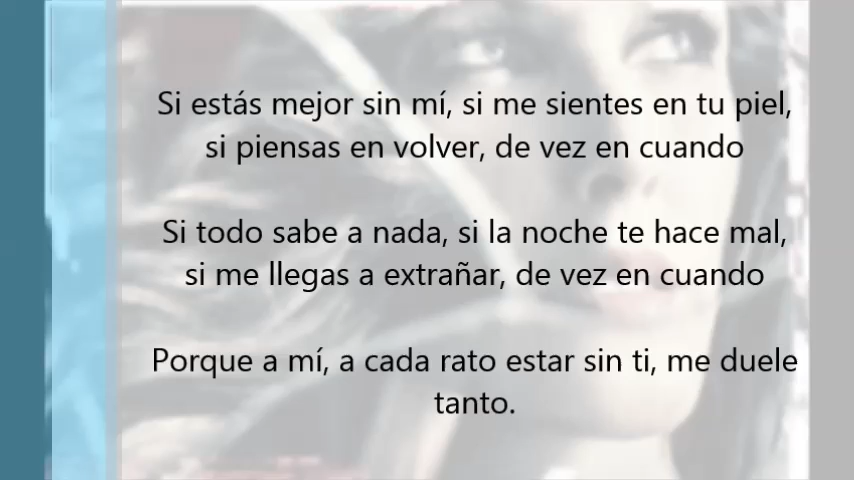 Si estás mejor sin mí, si me sientes en tu piel,
si piensas en volver, de vez en cuando
Si todo sabe a nada, si la noche te hace mal,
si me llegas a extrañar, de vez en cuando
Porque a mí, a cada rato estar sin ti, me duele
tanto.